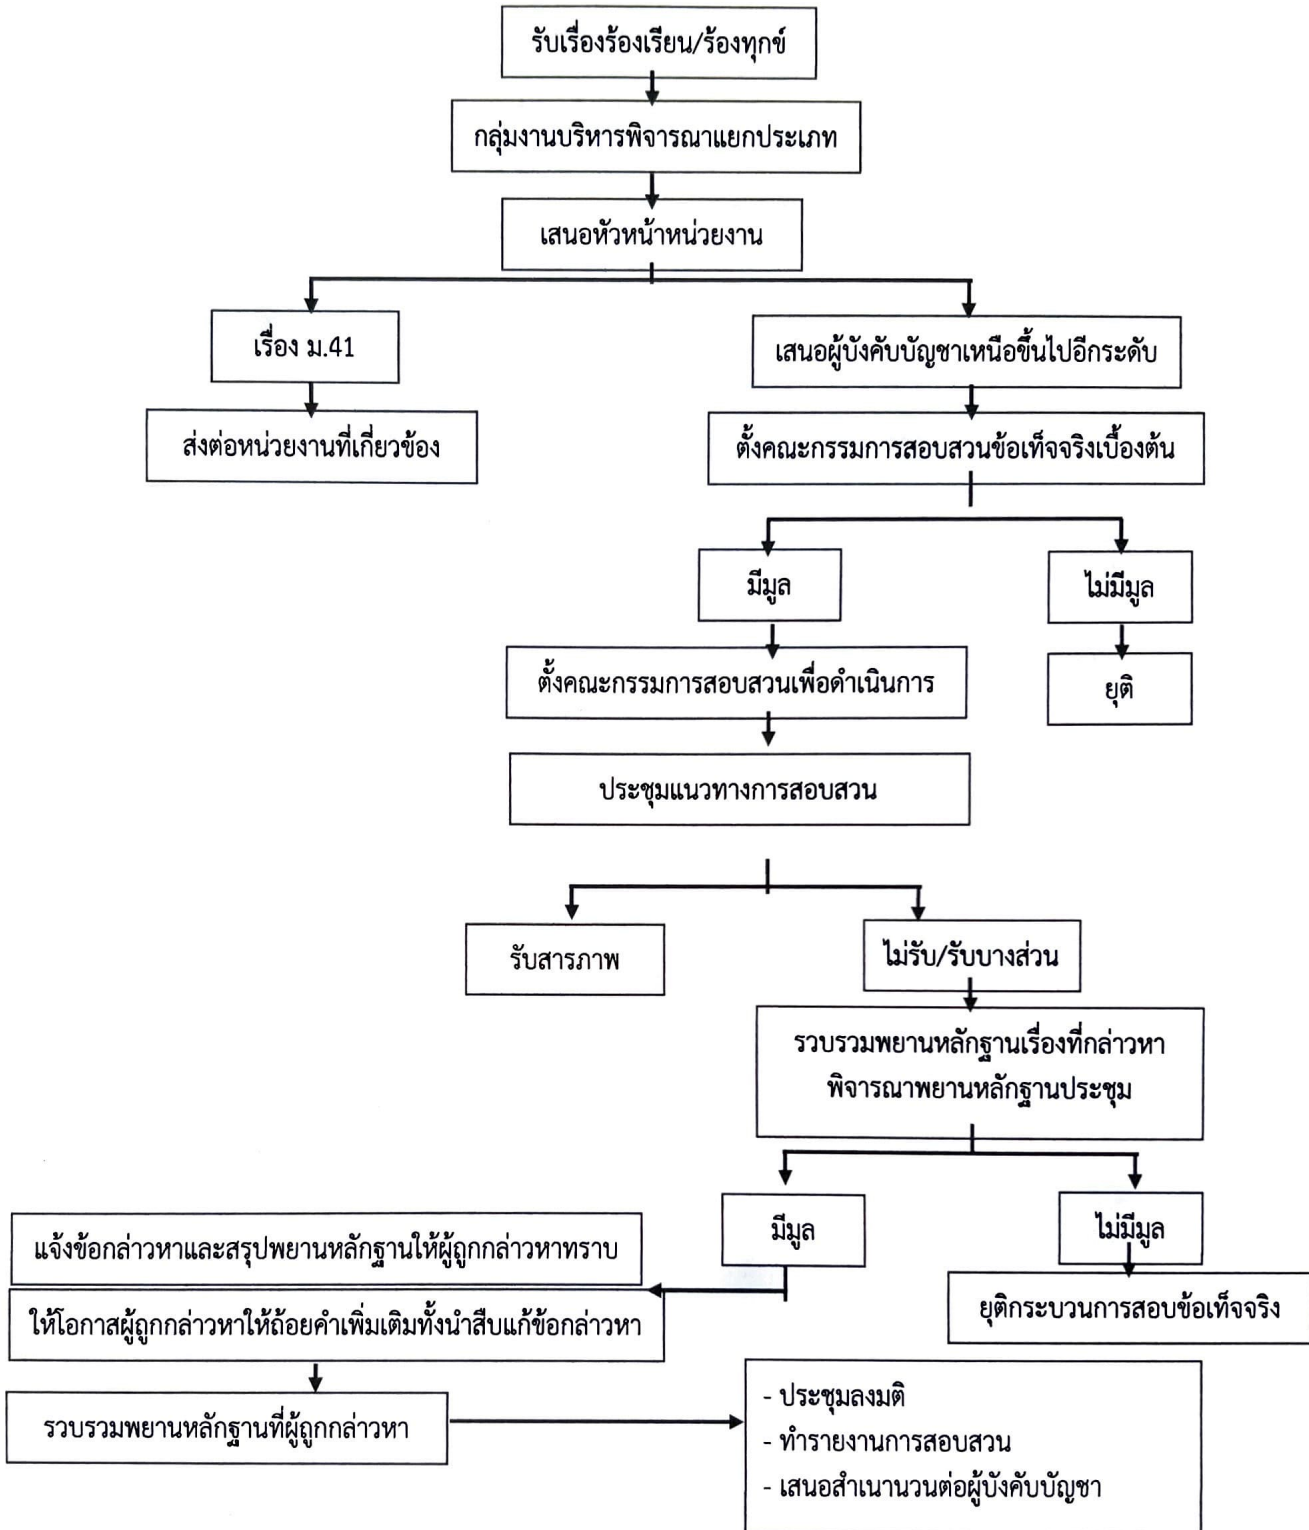 รับเรื่องร้องเรียน/ร้องทุกข์
กลุ่มงานบริหารพิจารณาแยกประเภท
เสนอหัวหน้าหน่วยงาน
เรื่อง ม.41
เสนอผู้บังคับบัญชาเหนือขึ้นไปอีกระดับ
ส่งต่อหน่วยงานที่เกี่ยวข้อง
ตั้งคณะกรรมการสอบสวนข้อเท็จจริงเบื้องต้น
มีมูล
ไม่มีมูล
ตั้งคณะกรรมการสอบสวนเพื่อดำเนินการ
ยุติ
ประชุมแนวทางการสอบสวน
รับสารภาพ
ไม่รับ/รับบางส่วน
รวบรวมพยานหลักฐานเรื่องที่กล่าวหา
พิจารณาพยานหลักฐานประชุม
มีมูล
ไม่มีมูล
แจ้งข้อกล่าวหาและสรุปพยานหลักฐานให้ผู้ถูกกล่าวหาทราบ
ยุติกระบวนการสอบข้อเท็จจริง
ให้โอกาสผู้ถูกกล่าวหาให้ถ้อยคำเพิ่มเติมทั้งนำสืบแก้ข้อกล่าวหา
รวบรวมพยานหลักฐานที่ผู้ถูกกล่าวหา
- ประชุมลงมติ
- ทำรายงานการสอบสวน
- เสนอสำเนานวนต่อผู้บังคับบัญชา